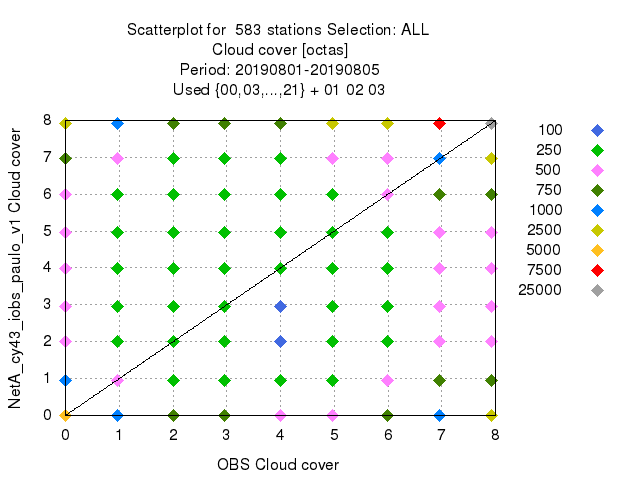 Scatterplot for  583 stations Selection: ALL
Cloud cover [octas]
Period: 20190801-20190805
Used {00,03,...,21} + 01 02 03
NetA_cy43_iobs_paulo_v1 Cloud cover
8
7
6
5
4
3
2
1
0
0 1 2 3 4 5 6 7 8
OBS Cloud cover
100
250
500
750
1000
2500
5000
7500
25000